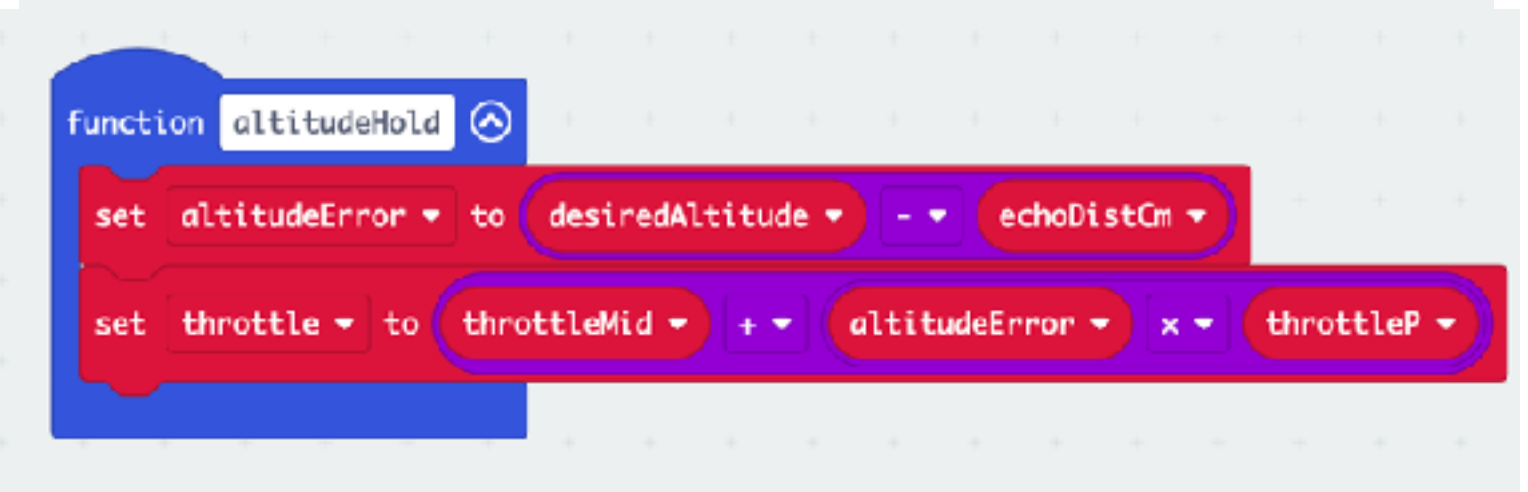 function altitudeHold
set altitudeError to desiredAltitude - echoDistCm
set throttle to throttleMid + altitudeError x throttleP